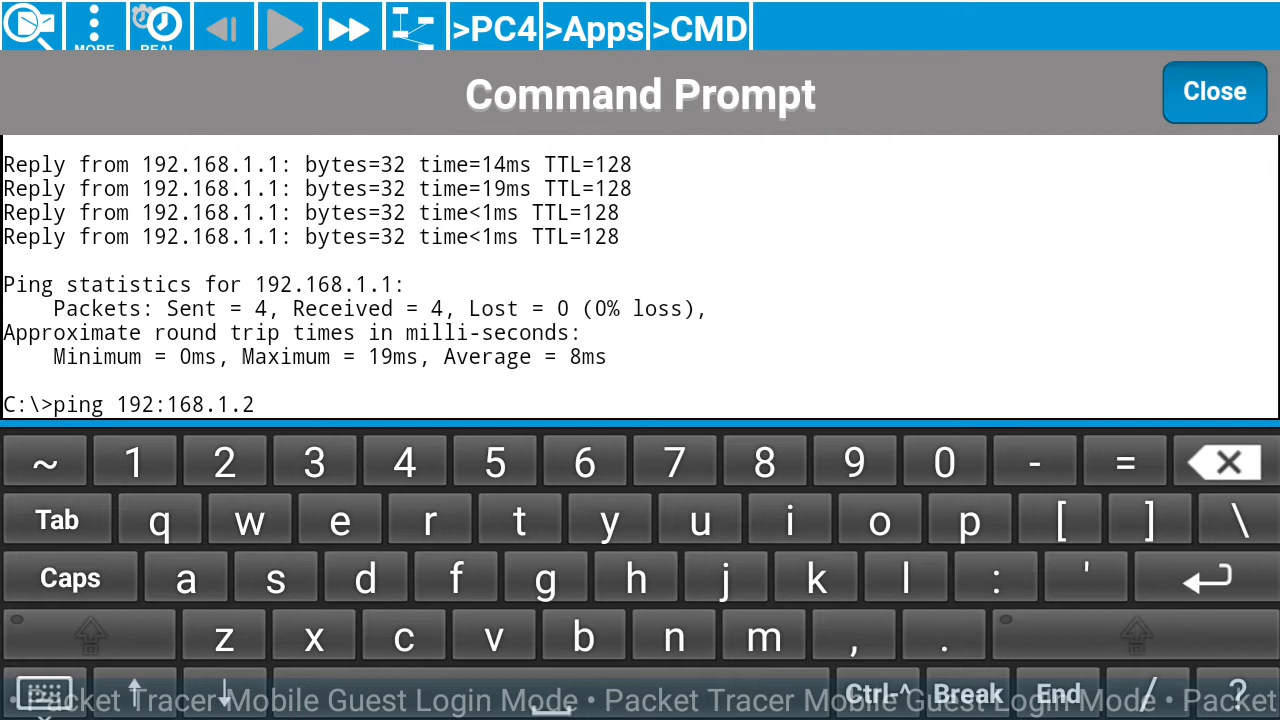 MORE REAL >PC4 >Apps >CMD
Command Prompt Close
Reply from 192.168.1.1: bytes=32 time=14ms TTL=128
Reply from 192.168.1.1: bytes=32 time=19ms TTL=128
Reply from 192.168.1.1: bytes=32 time<1ms TTL=128
Reply from 192.168.1.1: bytes=32 time<1ms TTL=128
Ping statistics for 192.168.1.1:
Packets: Sent = 4, Received = 4, Lost = 0 (0% loss),
Approximate round trip times in milli-seconds:
Minimum = 0ms, Maximum = 19ms, Average = 8ms
C:\>ping 192:168.1.2
~ 1 2 3 4 5 6 7 8 9 0 - =
Tab q w e r t y u i o p [ ] \
Caps a s d f g h j k l : '
z x c v b n m , .
Ctrl-^ Break End / ?
• Packet Tracer Mobile Guest Login Mode • Packet Tracer Mobile Guest Login Mode • Packet